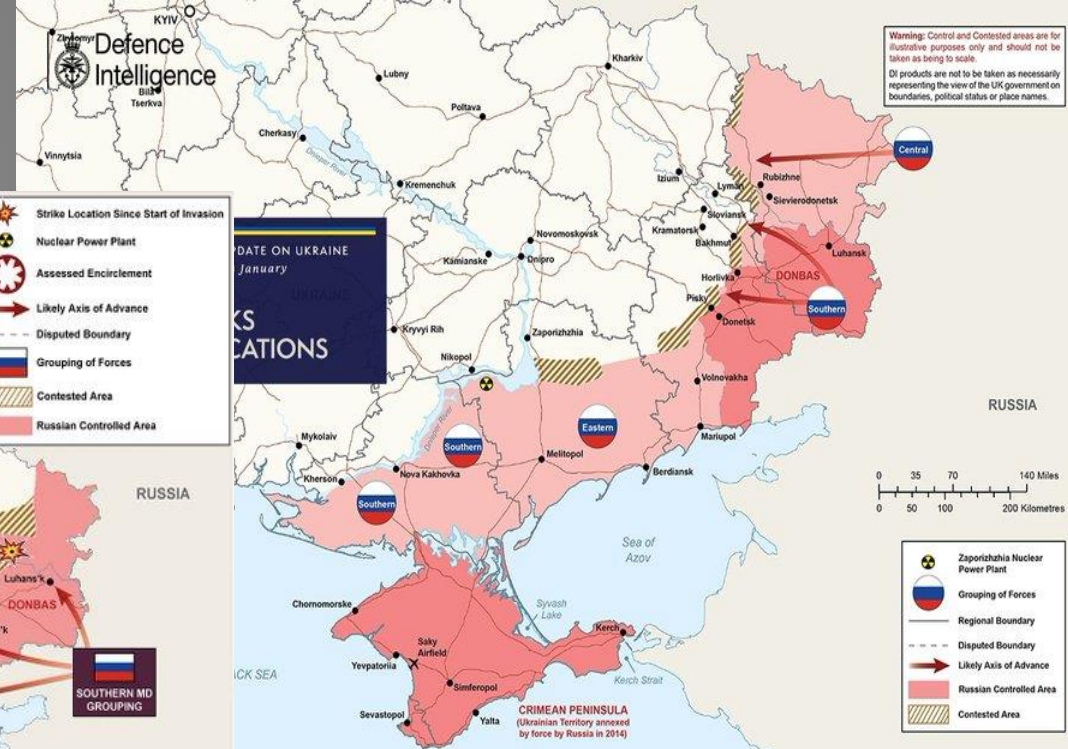 KYIV
Zhytomyr
Defence
Intelligence
Bila
Tserkva
Vinnytsia
Cherkasy
Dnieper River
Lubny
Poltava
Kremenchuk
Kharkiv
Warning: Control and Contested areas are for
illustrative purposes only and should not be
taken as being to scale.
DI products are not to be taken as necessarily
representing the view of the UK government on
boundaries, political status or place names.
Central
Izium
Lyman
Rubizhne
Sievierodonetsk
Sloviansk
Kramatorsk
Bakhmut
Luhansk
DONBAS
Horlivka
Southern
Pisky
Donetsk
Novomoskovsk
Kamianske
Dnipro
Strike Location Since Start of Invasion
Nuclear Power Plant
Assessed Encirclement
Likely Axis of Advance
Disputed Boundary
Grouping of Forces
Contested Area
Russian Controlled Area
PDATE ON UKRAINE
January
UKRAINE
KS
CATIONS
Kryvyi Rih
Zaporizhzhia
Nikopol
Volnovakha
Mariupol
RUSSIA
Mykolaiv
Kherson
Nova Kakhovka
Dnieper River
Southern
Southern
Eastern
Melitopol
Berdiansk
0 35 70 140 Miles
0 50 100 200 Kilometres
Sea of
Azov
RUSSIA
Luhans'k
DONBAS
'k
SOUTHERN MD
GROUPING
Chornomorske
Syvash
Lake
Saky
Airfield
Yevpatoriia
Kerch
Kerch Strait
ACK SEA
Simferopol
Sevastopol
Yalta
CRIMEAN PENINSULA
(Ukrainian Territory annexed
by force by Russia in 2014)
Zaporizhzhia Nuclear
Power Plant
Grouping of Forces
Regional Boundary
Disputed Boundary
Likely Axis of Advance
Russian Controlled Area
Contested Area